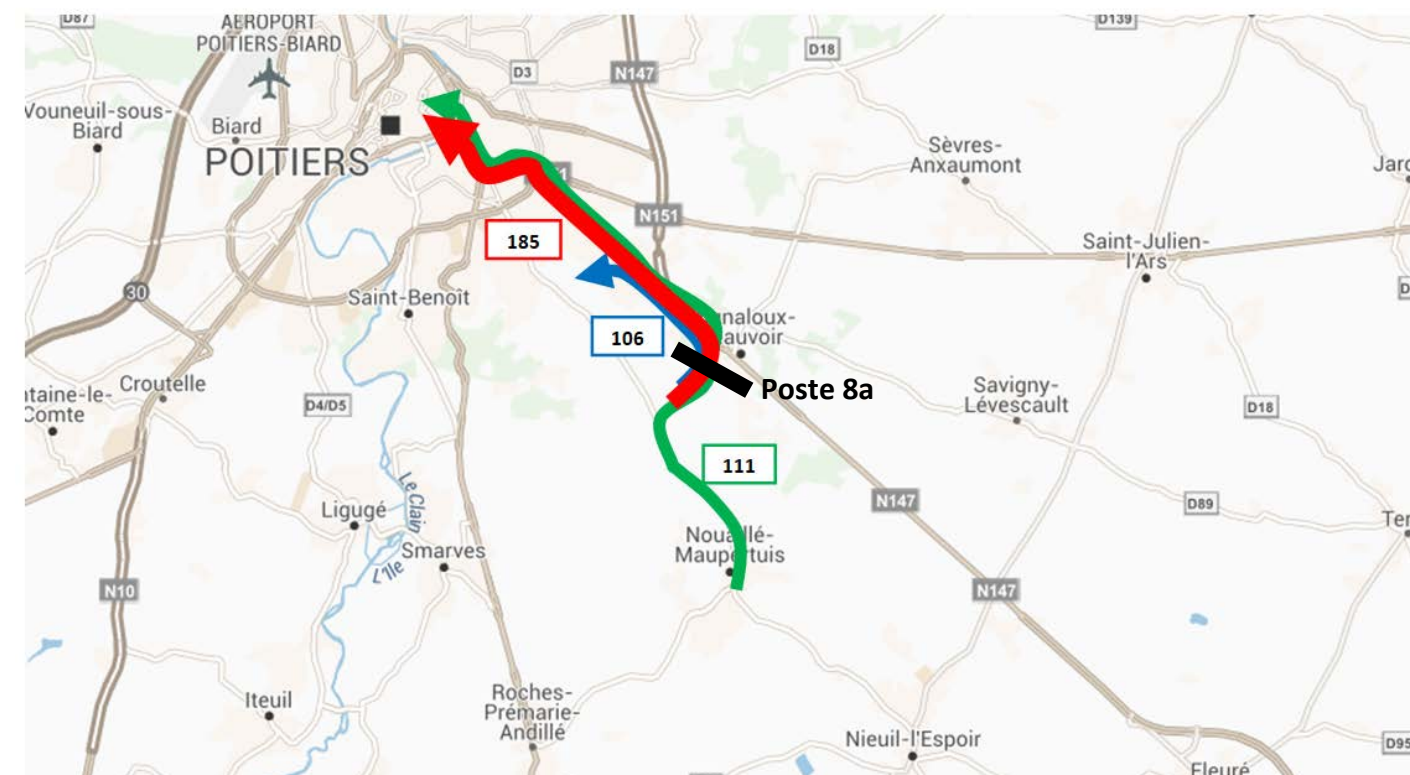 D87
AÉROPORT
POITIERS-BIARD
D139
D18
D3
N147
Vouneuil-sous-
Biard
Biard
POITIERS
Sèvres-
Anxaumont
N151
185
Saint-Julien-
l'Ars
30
Saint-Benoît
106
Poste 8a
Croutelle
Comte
D4/D5
Savigny-
Lévescault
D18
111
N147
D89
Le Clain
Ligugé
Smarves
L'Ile
Nouaillé-
Maupertuis
N10
N147
Iteuil
Roches-
Prémarie-
Andillé
Nieuil-l'Espoir
D95
Fleuré